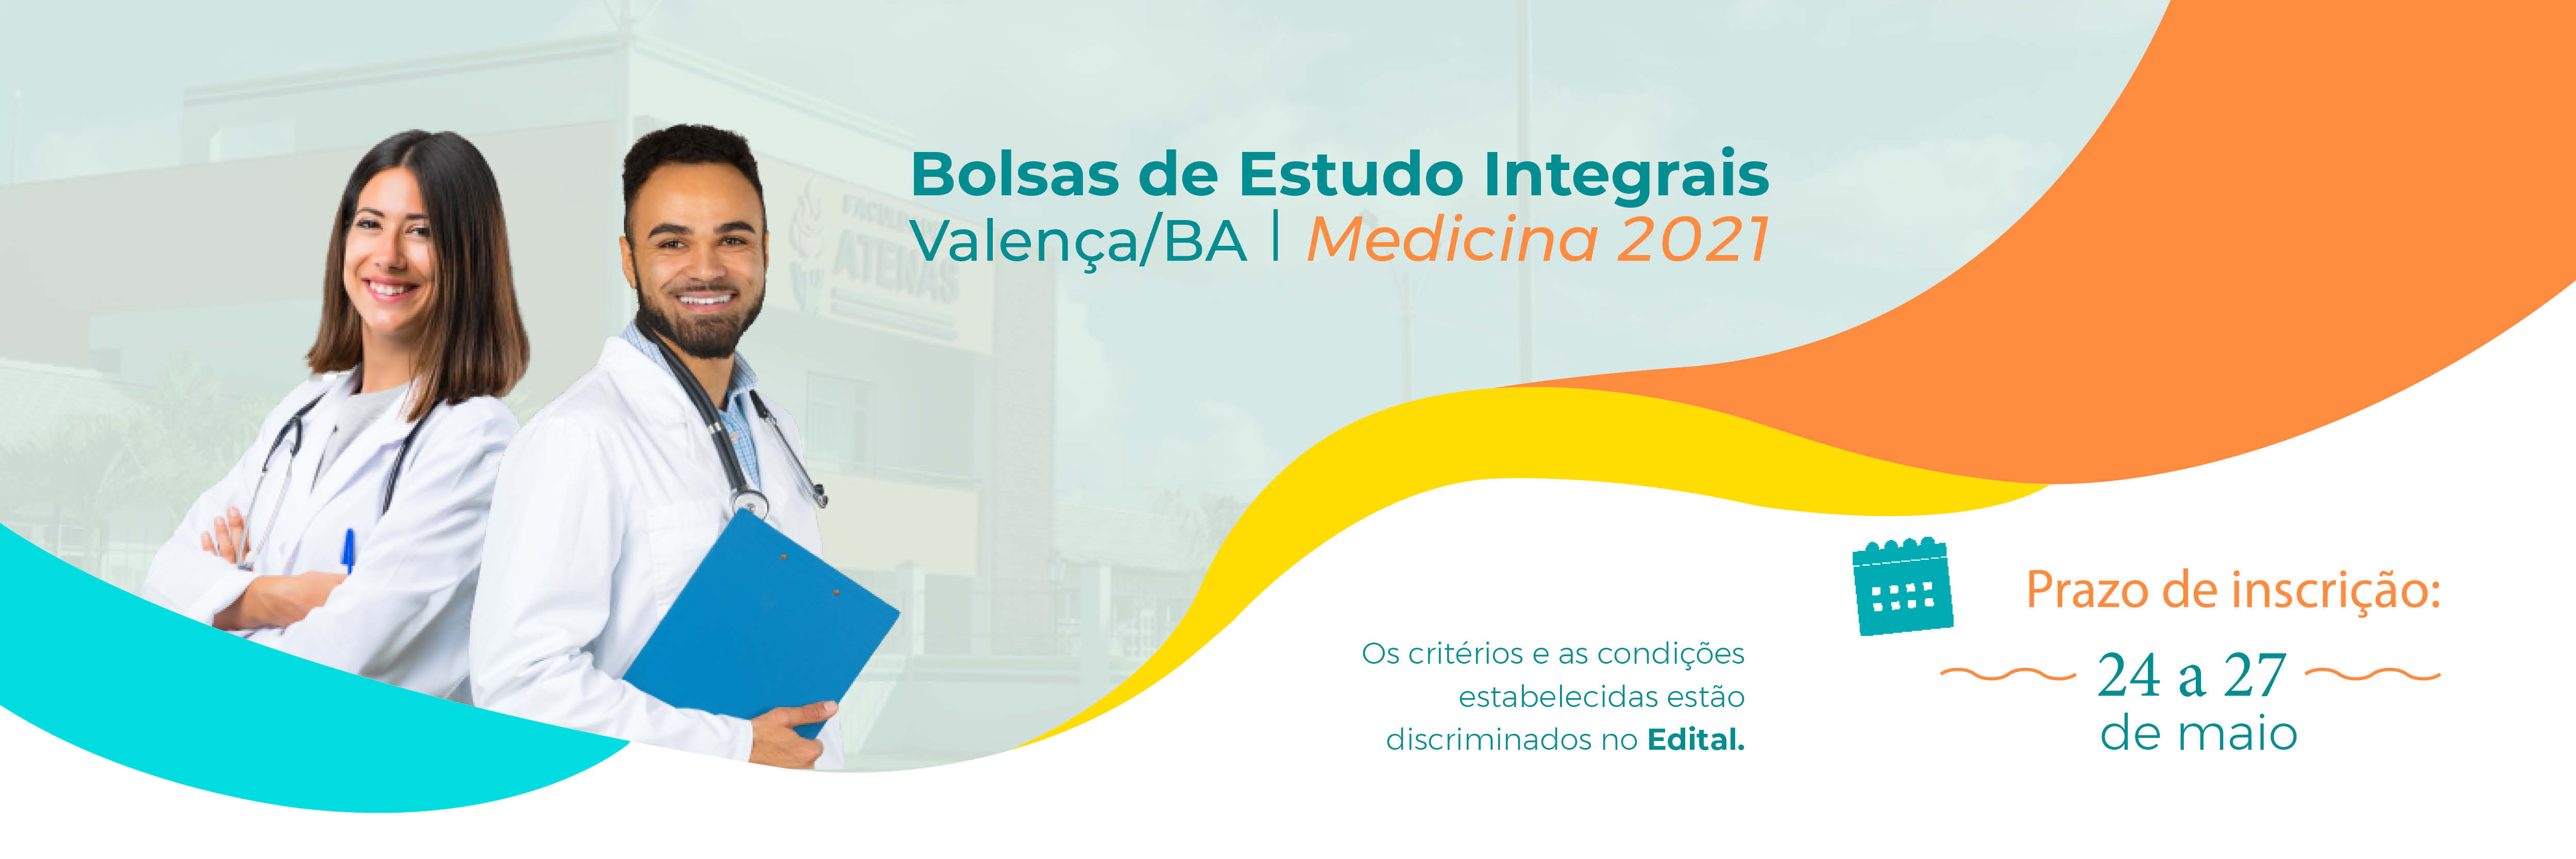 Bolsas de Estudo Integrais
Valença/BA | Medicina 2021
FACULDADE
ATENAS
Os critérios e as condições
estabelecidas estão
discriminados no Edital.
Prazo de inscrição:
24 a 27
de maio